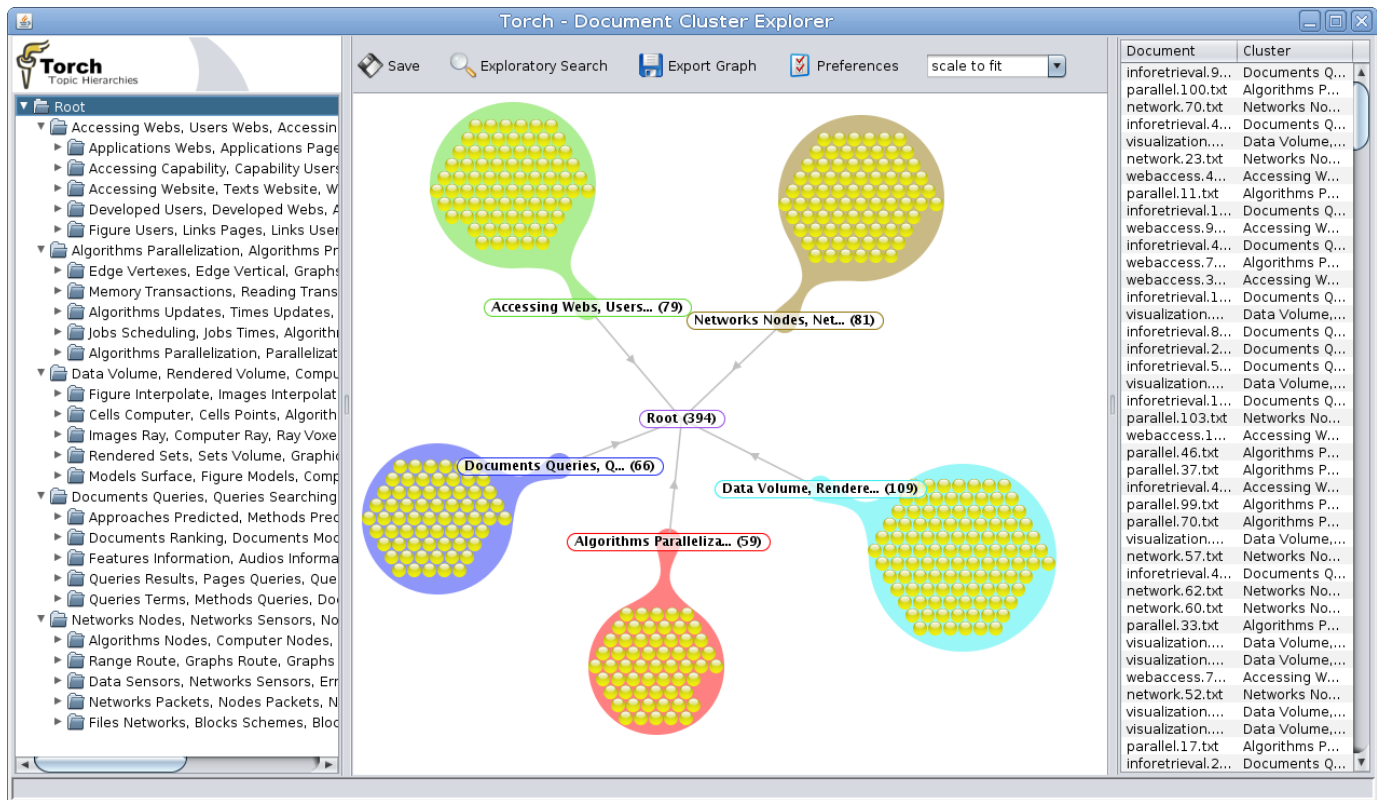 Torch - Document Cluster Explorer
Torch
Topic Hierarchies
Save
Exploratory Search
Export Graph
Preferences
scale to fit
Root
Accessing Webs, Users Webs, Accessin
Applications Webs, Applications Page
Accessing Capability, Capability Users
Accessing Website, Texts Website, W
Developed Users, Developed Webs, A
Figure Users, Links Pages, Links User
Algorithms Parallelization, Algorithms Pr
Edge Vertexes, Edge Vertical, Graphs
Memory Transactions, Reading Trans
Algorithms Updates, Times Updates,
Jobs Scheduling, Jobs Times, Algorith
Algorithms Parallelization, Parallelizat
Data Volume, Rendered Volume, Compu
Figure Interpolate, Images Interpolat
Cells Computer, Cells Points, Algorith
Images Ray, Computer Ray, Ray Voxe
Rendered Sets, Sets Volume, Graphic
Models Surface, Figure Models, Comp
Documents Queries, Queries Searching
Approaches Predicted, Methods Pred
Documents Ranking, Documents Mod
Features Information, Audios Informa
Queries Results, Pages Queries, Que
Queries Terms, Methods Queries, Do
Networks Nodes, Networks Sensors, No
Algorithms Nodes, Computer Nodes,
Range Route, Graphs Route, Graphs
Data Sensors, Networks Sensors, Err
Networks Packets, Nodes Packets, N
Files Networks, Blocks Schemes, Bloc
Accessing Webs, Users... (79)
Networks Nodes, Net... (81)
Root (394)
Documents Queries, Q... (66)
Data Volume, Rendere... (109)
Algorithms Paralleliza... (59)
Document Cluster
inforetrieval.9... Documents Q...
parallel.100.txt Algorithms P...
network.70.txt Networks No...
inforetrieval.4... Documents Q...
visualization.... Data Volume,...
network.23.txt Networks No...
webaccess.4... Accessing W...
parallel.11.txt Algorithms P...
inforetrieval.1... Documents Q...
webaccess.9... Accessing W...
inforetrieval.4... Documents Q...
webaccess.7... Algorithms P...
webaccess.3... Accessing W...
inforetrieval.1... Documents Q...
visualization.... Data Volume,...
inforetrieval.8... Documents Q...
inforetrieval.2... Documents Q...
inforetrieval.5... Documents Q...
visualization.... Data Volume,...
inforetrieval.1... Documents Q...
parallel.103.txt Networks No...
webaccess.1... Accessing W...
parallel.46.txt Algorithms P...
parallel.37.txt Algorithms P...
inforetrieval.4... Accessing W...
parallel.99.txt Algorithms P...
parallel.70.txt Algorithms P...
visualization.... Data Volume,...
network.57.txt Networks No...
inforetrieval.4... Documents Q...
network.62.txt Networks No...
network.60.txt Networks No...
parallel.33.txt Algorithms P...
visualization.... Data Volume,...
visualization.... Data Volume,...
webaccess.7... Accessing W...
network.52.txt Networks No...
visualization.... Data Volume,...
visualization.... Data Volume,...
parallel.17.txt Algorithms P...
inforetrieval.2... Documents Q...